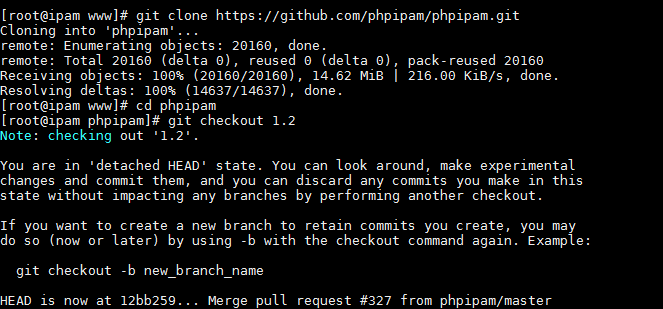 [root@ipam www]# git clone https://github.com/phpipam/phpipam.git
Cloning into 'phpipam'...
remote: Enumerating objects: 20160, done.
remote: Total 20160 (delta 0), reused 0 (delta 0), pack-reused 20160
Receiving objects: 100% (20160/20160), 14.62 MiB | 216.00 KiB/s, done.
Resolving deltas: 100% (14637/14637), done.
[root@ipam www]# cd phpipam
[root@ipam phpipam]# git checkout 1.2
Note: checking out '1.2'.
You are in 'detached HEAD' state. You can look around, make experimental
changes and commit them, and you can discard any commits you make in this
state without impacting any branches by performing another checkout.
If you want to create a new branch to retain commits you create, you may
do so (now or later) by using -b with the checkout command again. Example:
git checkout -b new_branch_name
HEAD is now at 12bb259... Merge pull request #327 from phpipam/master